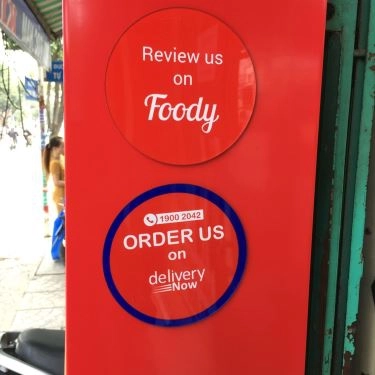 Review us
on
Foody
1900 2042
ORDER US
on
delivery
Now